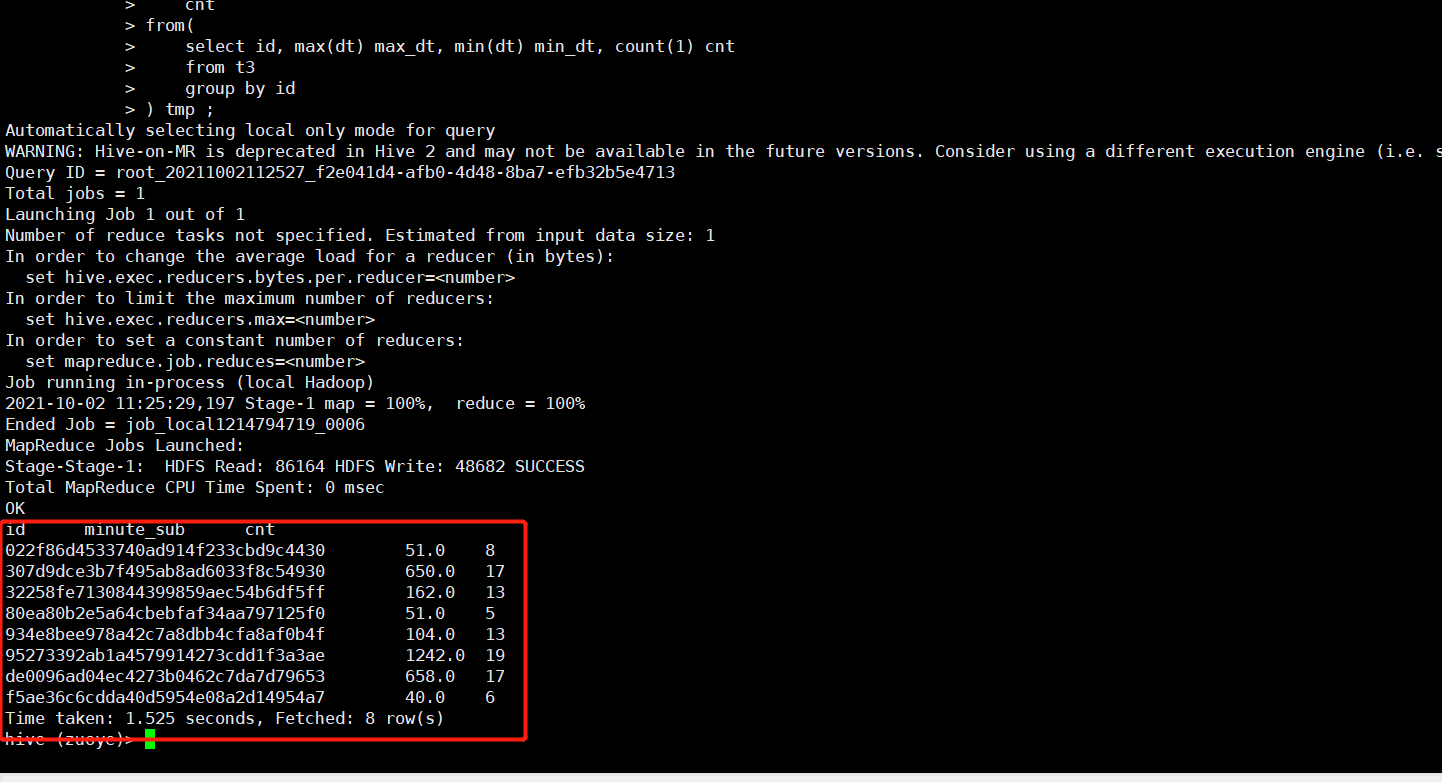 > cnt
> from(
> select id, max(dt) max_dt, min(dt) min_dt, count(1) cnt
> from t3
> group by id
> ) tmp ;
Automatically selecting local only mode for query
WARNING: Hive-on-MR is deprecated in Hive 2 and may not be available in the future versions. Consider using a different execution engine (i.e. s
Query ID = root_20211002112527_f2e041d4-afb0-4d48-8ba7-efb32b5e4713
Total jobs = 1
Launching Job 1 out of 1
Number of reduce tasks not specified. Estimated from input data size: 1
In order to change the average load for a reducer (in bytes):
  set hive.exec.reducers.bytes.per.reducer=<number>
In order to limit the maximum number of reducers:
  set hive.exec.reducers.max=<number>
In order to set a constant number of reducers:
  set mapreduce.job.reduces=<number>
Job running in-process (local Hadoop)
2021-10-02 11:25:29,197 Stage-1 map = 100%,  reduce = 100%
Ended Job = job_local1214794719_0006
MapReduce Jobs Launched:
Stage-Stage-1:  HDFS Read: 86164 HDFS Write: 48682 SUCCESS
Total MapReduce CPU Time Spent: 0 msec
OK
id minute_sub cnt
022f86d4533740ad914f233cbd9c4430 51.0 8
307d9dce3b7f495ab8ad6033f8c54930 650.0 17
32258fe7130844399859aec54b6df5ff 162.0 13
80ea80b2e5a64cbebfaf34aa797125f0 51.0 5
934e8bee978a42c7a8dbb4cfa8af0b4f 104.0 13
95273392ab1a4579914273cdd1f3a3ae 1242.0 19
de0096ad04ec4273b0462c7da7d79653 658.0 17
f5ae36c6cdda40d5954e08a2d14954a7 40.0 6
Time taken: 1.525 seconds, Fetched: 8 row(s)
hive (zuoye)>